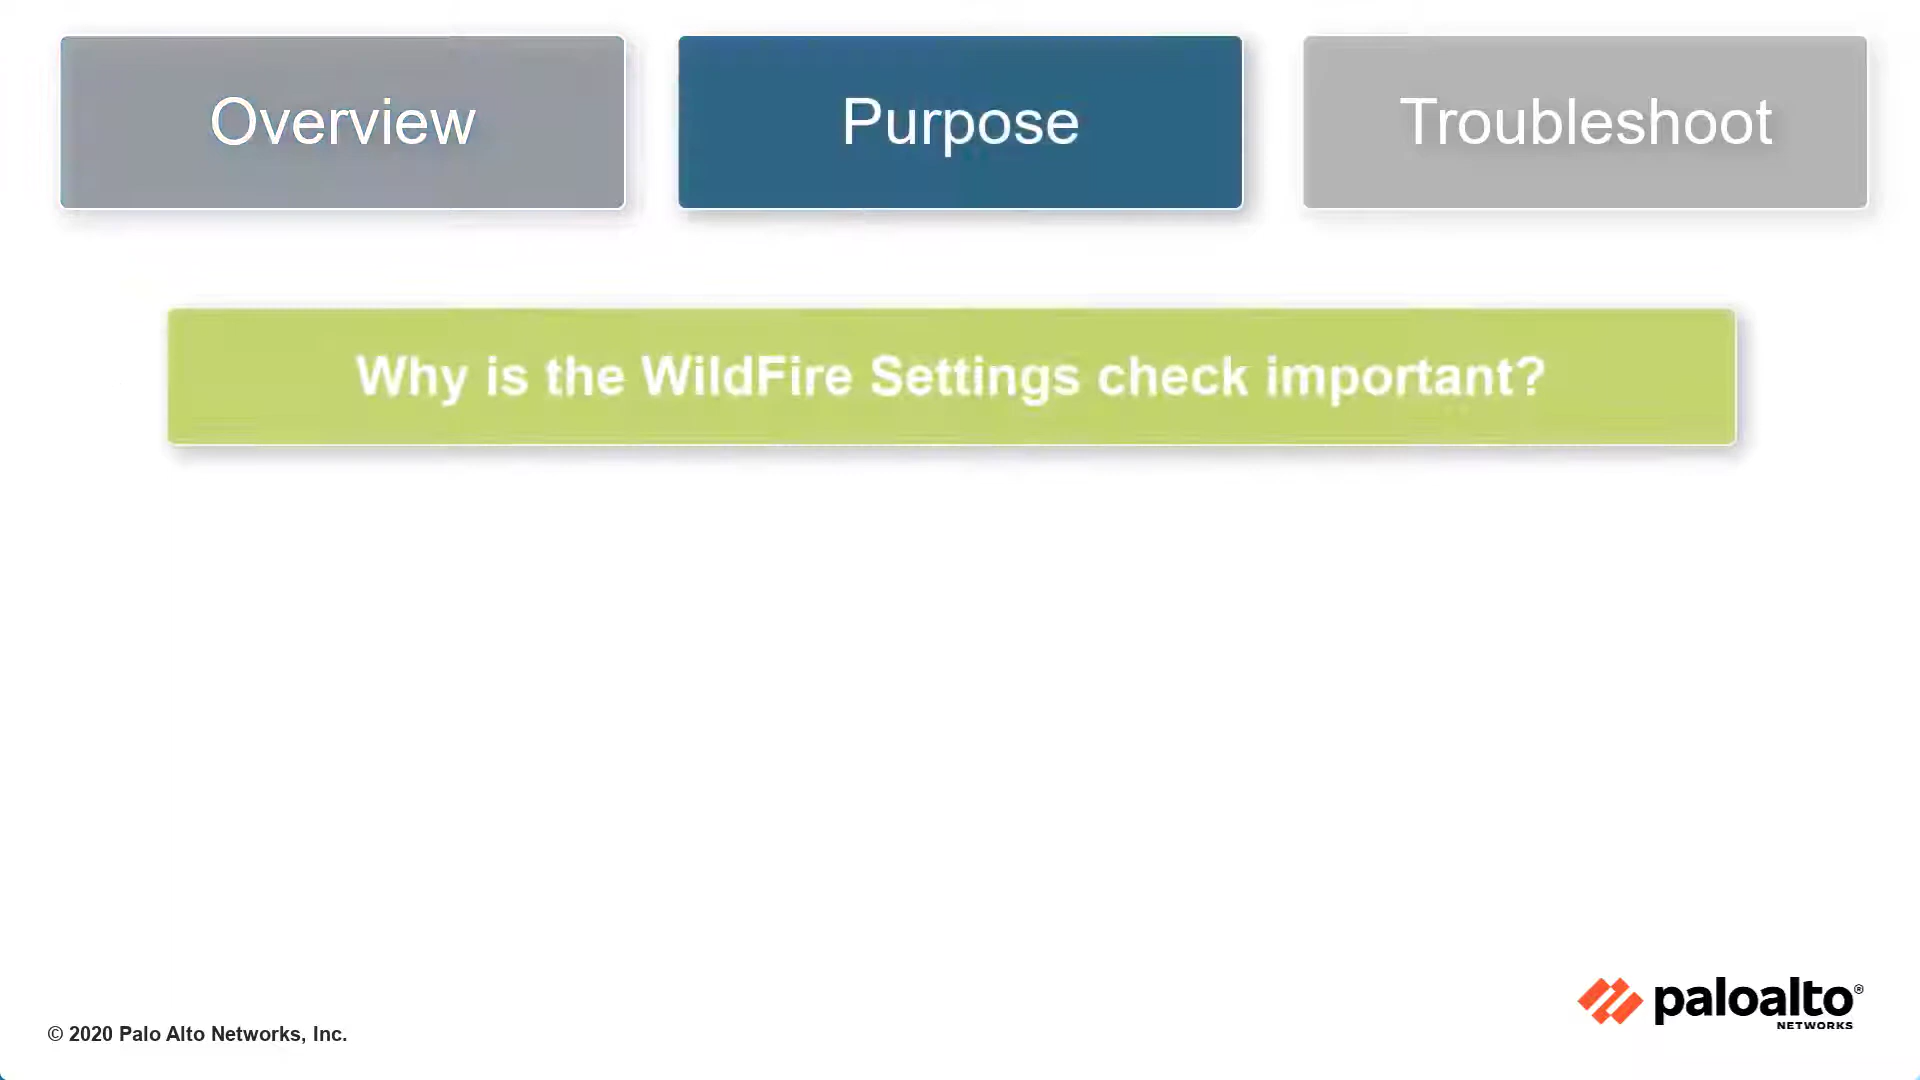 Overview
Purpose
Troubleshoot
Why is the WildFire Settings check important?
paloalto®
NETWORKS
© 2020 Palo Alto Networks, Inc.